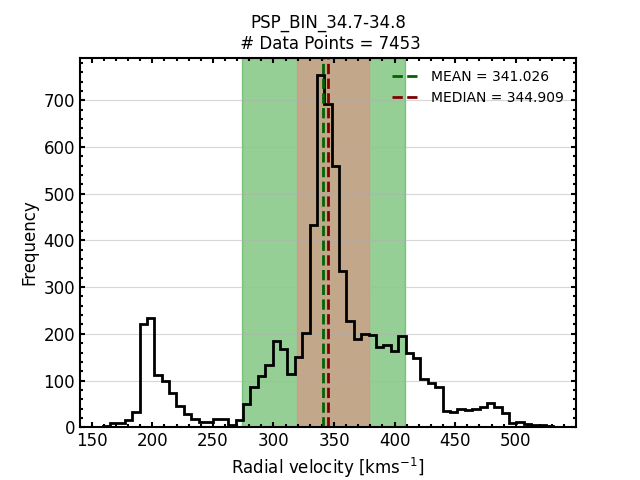 PSP_BIN_34.7-34.8
# Data Points = 7453
MEAN = 341.026
MEDIAN = 344.909
700
600
500
400
300
200
100
0
Frequency
150 200 250 300 350 400 450 500
Radial velocity [kms⁻¹]